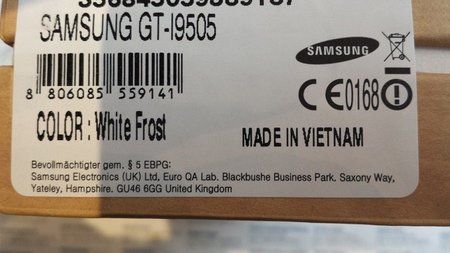 SAMSUNG GT-I9505
SAMSUNG
8 806085 559141
CE0168
COLOR : White Frost
MADE IN VIETNAM
Bevollmächtigter gem. § 5 EBPG:
Samsung Electronics (UK) Ltd, Euro QA Lab. Blackbushe Business Park. Saxony Way,
Yateley, Hampshire. GU46 6GG United Kingdom